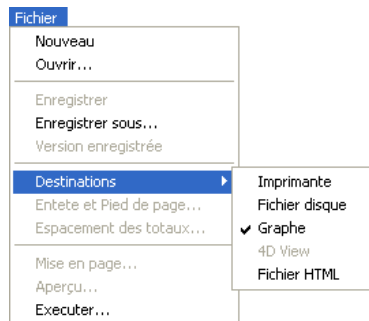 Fichier
Nouveau
Ouvrir...
Enregistrer
Enregistrer sous...
Version enregistrée
Destinations
Imprimante
Entete et Pied de page...
Fichier disque
Espacement des totaux...
Graphe
4D View
Mise en page...
Fichier HTML
Aperçu...
Executer...